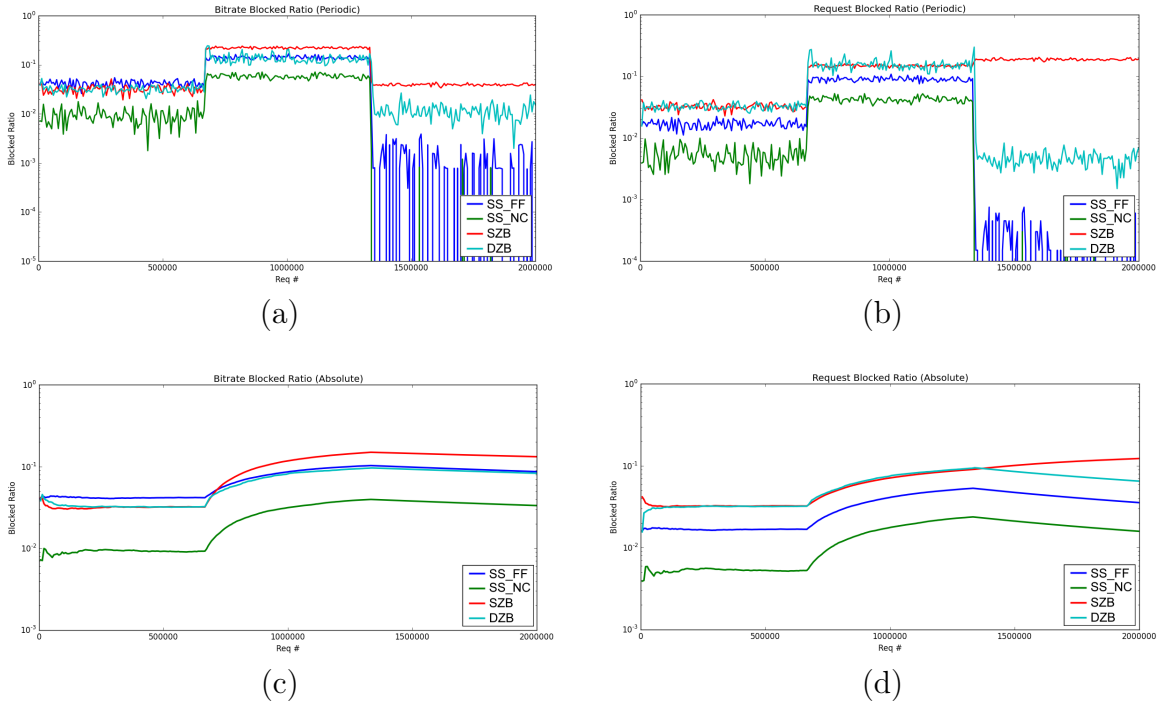 Bitrate Blocked Ratio (Periodic)
10^0
10^-1
10^-2
10^-3
10^-4
10^-5
Blocked Ratio
0 500000 1000000 1500000 2000000
Req #
SS_FF
SS_NC
SZB
DZB
(a)
Request Blocked Ratio (Periodic)
10^0
10^-1
10^-2
10^-3
10^-4
Blocked Ratio
0 500000 1000000 1500000 2000000
Req #
SS_FF
SS_NC
SZB
DZB
(b)
Bitrate Blocked Ratio (Absolute)
10^0
10^-1
10^-2
10^-3
Blocked Ratio
0 500000 1000000 1500000 2000000
Req #
SS_FF
SS_NC
SZB
DZB
(c)
Request Blocked Ratio (Absolute)
10^0
10^-1
10^-2
10^-3
Blocked Ratio
0 500000 1000000 1500000 2000000
Req #
SS_FF
SS_NC
SZB
DZB
(d)